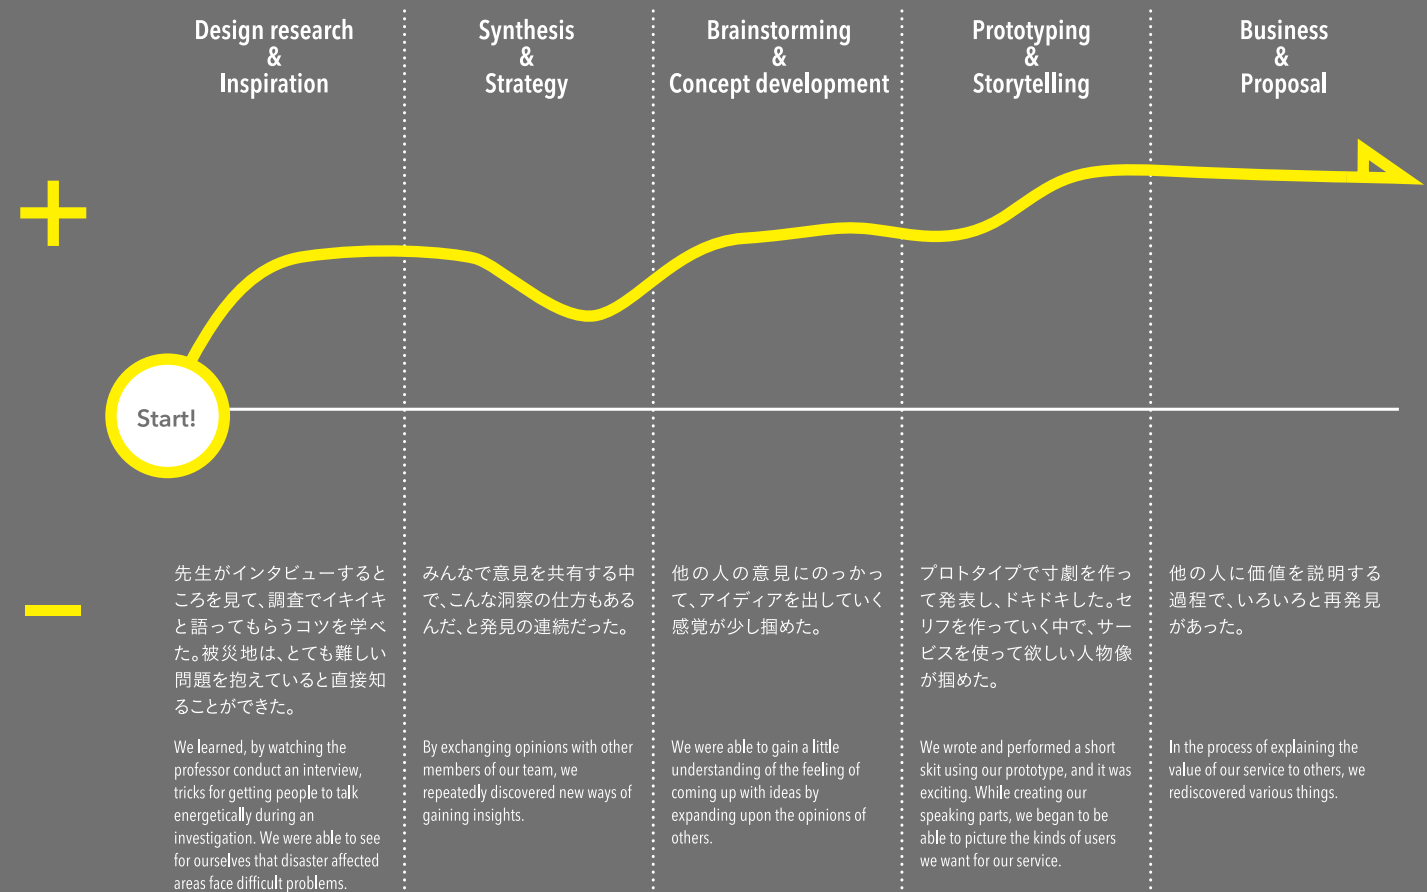 Design research
&
Inspiration
Synthesis
&
Strategy
Brainstorming
&
Concept development
Prototyping
&
Storytelling
Business
&
Proposal
Start!
先生がインタビューすると
ころを見て、調査でイキイキ
と語ってもらうコツを学べ
た。被災地は、とても難しい
問題を抱えていると直接知
ることができた。
We learned, by watching the
professor conduct an interview,
tricks for getting people to talk
energetically during an
investigation. We were able to see
for ourselves that disaster affected
areas face difficult problems.
みんなで意見を共有する中
で、こんな洞察の仕方もある
んだ、と発見の連続だった。
By exchanging opinions with other
members of our team, we
repeatedly discovered new ways of
gaining insights.
他の人の意見にのっかっ
て、アイディアを出していく
感覚が少し掴めた。
We were able to gain a little
understanding of the feeling of
coming up with ideas by
expanding upon the opinions of
others.
プロトタイプで寸劇を作っ
て発表し、ドキドキした。セ
リフを作っていく中で、サー
ビスを使って欲しい人物像
が掴めた。
We wrote and performed a short
skit using our prototype, and it was
exciting. While creating our
speaking parts, we began to be
able to picture the kinds of users
we want for our service.
他の人に価値を説明する
過程で、いろいろと再発見
があった。
In the process of explaining the
value of our service to others, we
rediscovered various things.